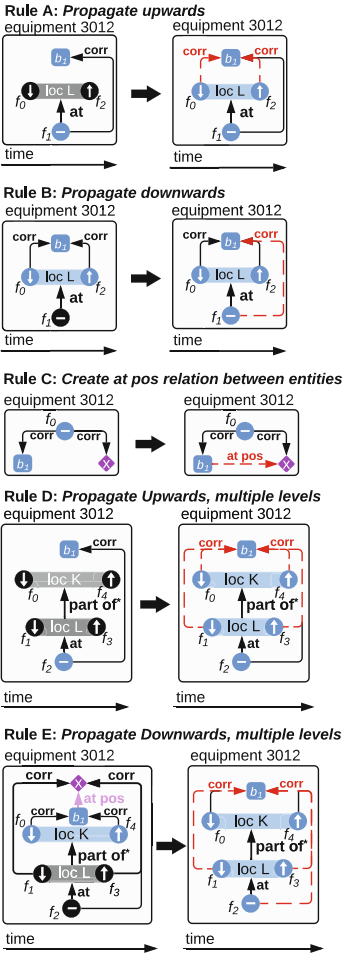 Rule A: Propagate upwards
equipment 3012
equipment 3012
b1
corr
corr
b1
corr
f0
loc L
f2
f0
loc L
f2
at
at
f1
f1
time
time
Rule B: Propagate downwards
equipment 3012
equipment 3012
corr
b1
corr
corr
b1
corr
f0
loc L
f2
f0
loc L
f2
at
at
f1
f1
time
time
Rule C: Create at pos relation between entities
equipment 3012
equipment 3012
f0
f0
corr
corr
corr
corr
b1
X
b1
at pos
X
Rule D: Propagate Upwards, multiple levels
equipment 3012
equipment 3012
b1
corr
corr
b1
corr
loc K
loc K
f0
f4
f0
f4
part of*
part of*
loc L
loc L
f1
at
f3
f1
at
f3
f2
f2
time
time
Rule E: Propagate Downwards, multiple levels
equipment 3012
equipment 3012
corr
X
corr
corr
b1
corr
at pos
f0
corr
b1
corr
f4
f0
f4
loc K
loc K
part of*
part of*
loc L
loc L
f1
at
f3
f1
at
f3
f2
f2
time
time